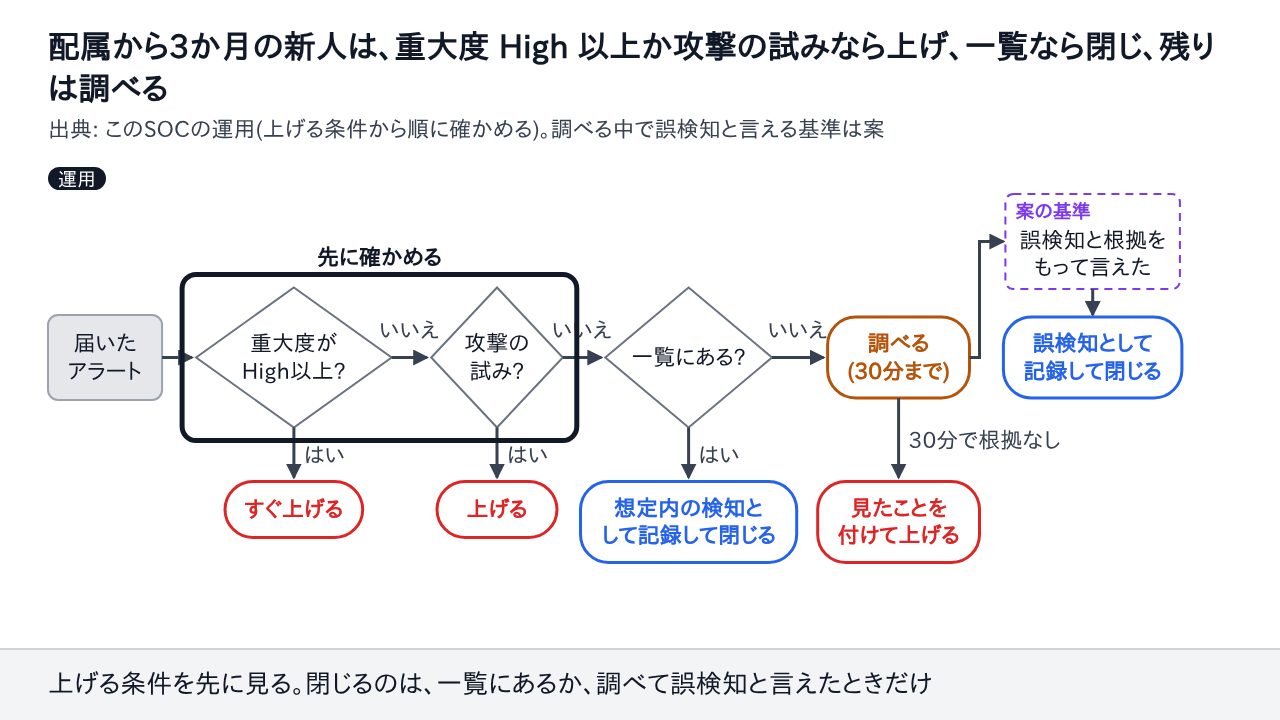 配属から3か月の新人は、重大度 High 以上か攻撃の試みなら上げ、一覧なら閉じ、残り
は調べる
出典: このSOCの運用(上げる条件から順に確かめる)。調べる中で誤検知と言える基準は案
運用
先に確かめる
届いた
アラート
重大度が
High以上?
いいえ
攻撃の
試み?
いいえ
一覧にある?
いいえ
調べる
(30分まで)
案の基準
誤検知と根拠を
もって言えた
誤検知として
記録して閉じる
はい
はい
はい
30分で根拠なし
すぐ上げる
上げる
想定内の検知と
して記録して閉じる
見たことを
付けて上げる
上げる条件を先に見る。閉じるのは、一覧にあるか、調べて誤検知と言えたときだけ